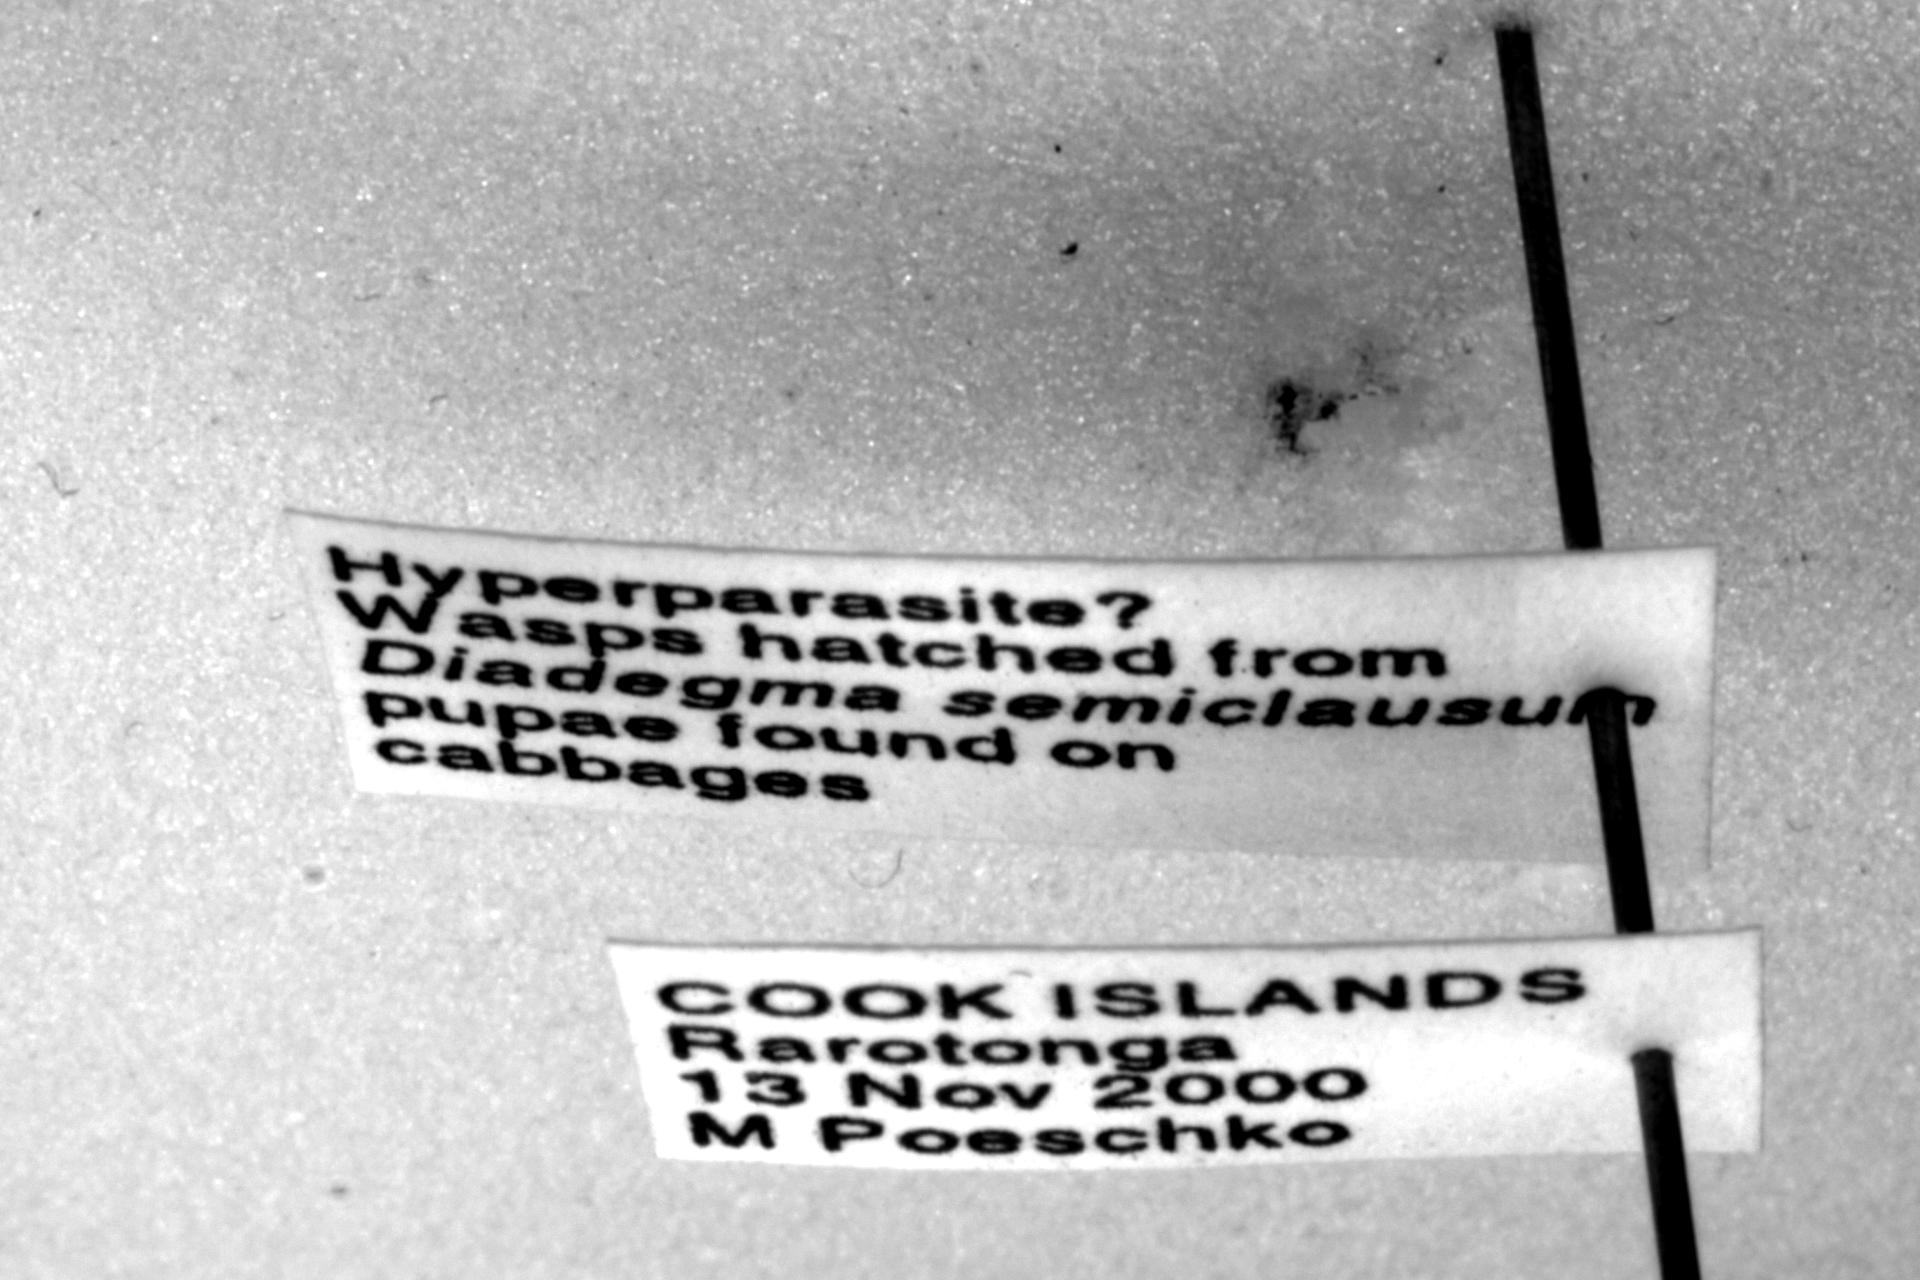 Hyperparasite?
Wasps hatched from
Diadegma semiclausum
pupae found on
cabbages
COOK ISLANDS
Rarotonga
13 Nov 2000
M Poeschko